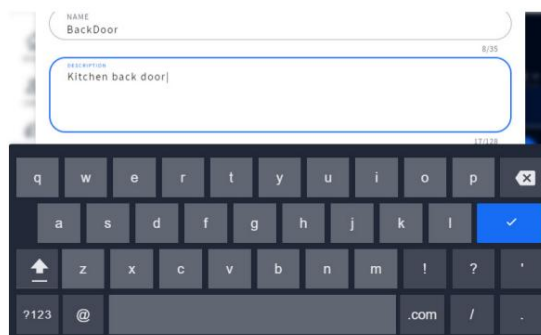 NAME
BackDoor
8/35
DESCRIPTION
Kitchen back door
17/128
q w e r t y u i o p
a s d f g h j k l
z x c v b n m ! ? '
?123 @ .com / .